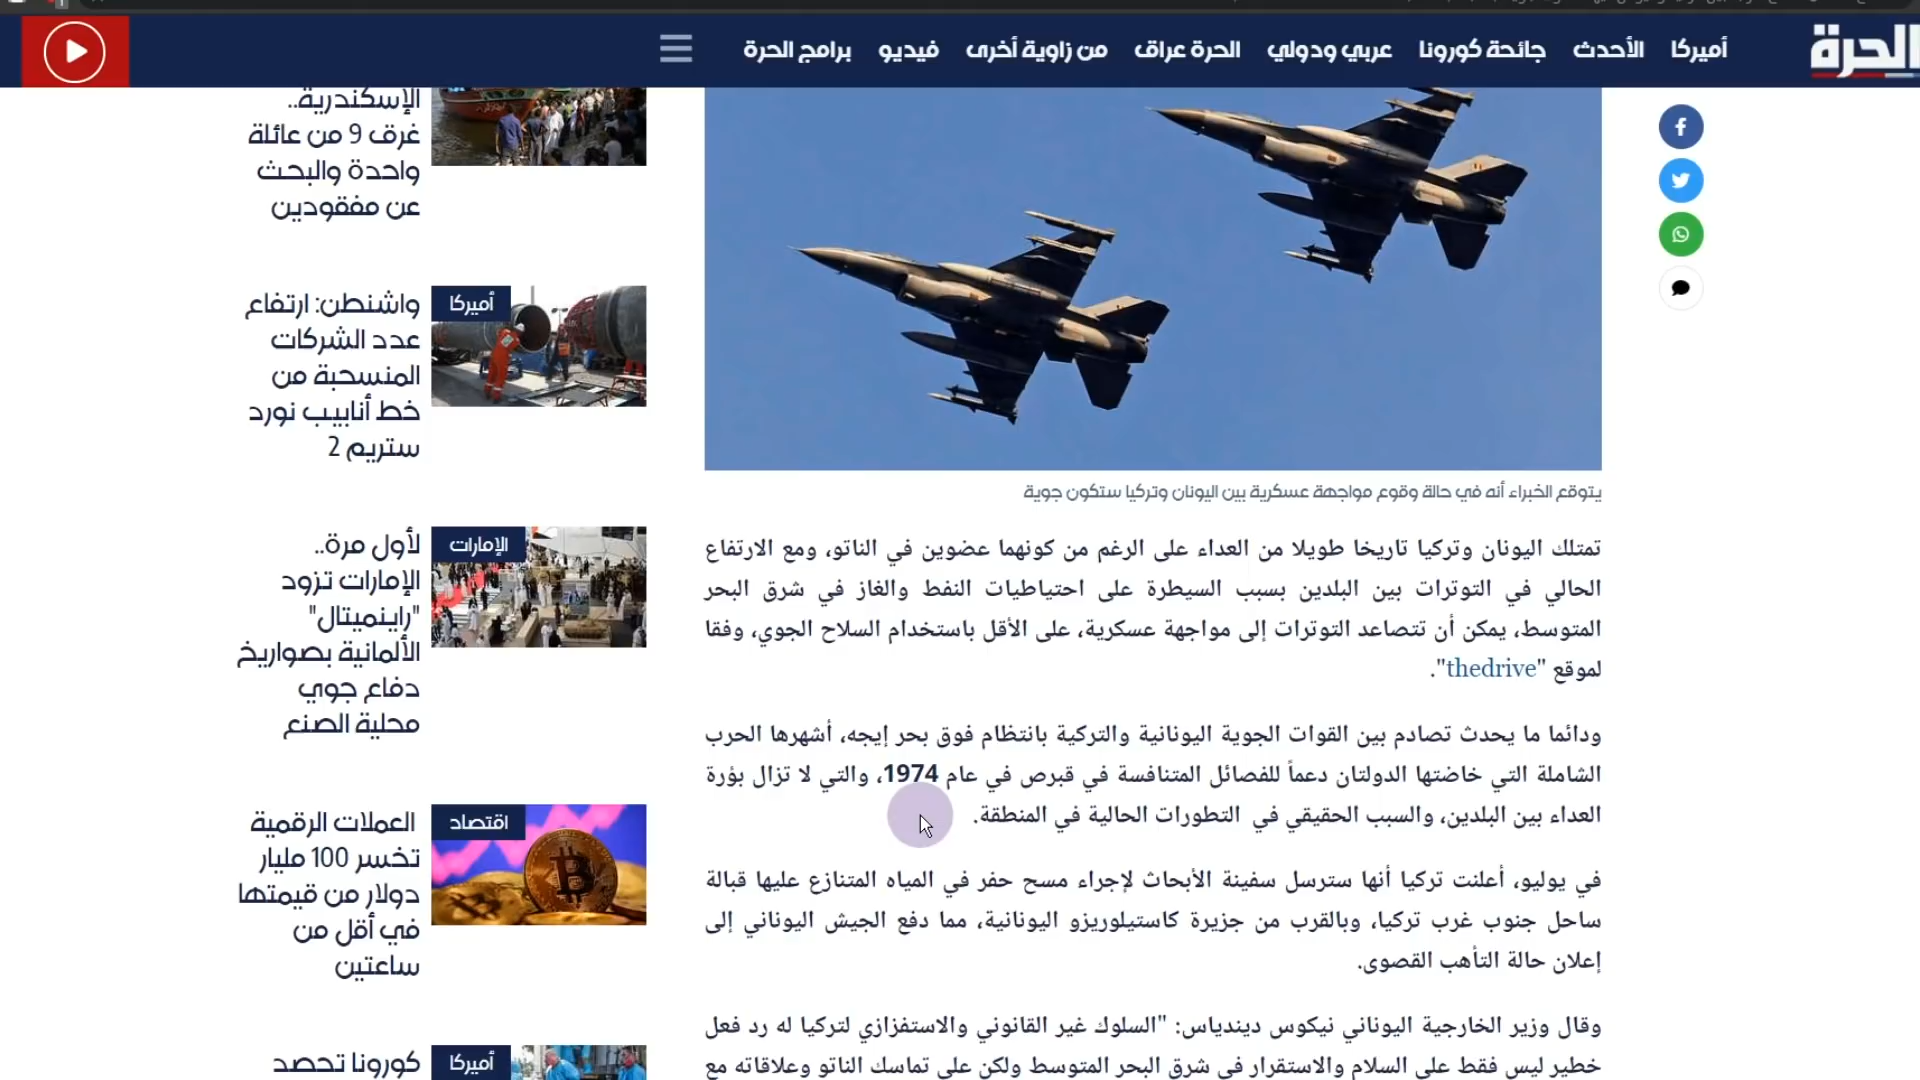 أميركا
الأحدث
جائحة كورونا
عربي ودولي
الحرة عراق
من زاوية أخرى
فيديو
برامج الحرة
الحرة
يتوقع الخبراء أنه في حالة وقوع مواجهة عسكرية بين اليونان وتركيا ستكون جوية
تمتلك اليونان وتركيا تاريخا طويلا من العداء على الرغم من كونهما عضوين في الناتو، ومع الارتفاع
الحالي في التوترات بين البلدين بسبب السيطرة على احتياطيات النفط والغاز في شرق البحر
المتوسط، يمكن أن تتصاعد التوترات إلى مواجهة عسكرية، على الأقل باستخدام السلاح الجوي، وفقا
لموقع "thedrive".
ودائما ما يحدث تصادم بين القوات الجوية اليونانية والتركية بانتظام فوق بحر إيجه، أشهرها الحرب
الشاملة التي خاضتها الدولتان دعماً للفصائل المتنافسة في قبرص في عام 1974، والتي لا تزال بؤرة
العداء بين البلدين، والسبب الحقيقي في التطورات الحالية في المنطقة.
في يوليو، أعلنت تركيا أنها سترسل سفينة الأبحاث لإجراء مسح حفر في المياه المتنازع عليها قبالة
ساحل جنوب غرب تركيا، وبالقرب من جزيرة كاستيلوريزو اليونانية، مما دفع الجيش اليوناني إلى
إعلان حالة التأهب القصوى.
وقال وزير الخارجية اليوناني نيكوس دیندیاس: "السلوك غير القانوني والاستفزازي لتركيا له رد فعل
خطير ليس فقط على السلام والاستقرار في شرق البحر المتوسط ولكن على تماسك الناتو وعلاقاته مع
الإسكندرية..
غرق 9 من عائلة
واحدة والبحث
عن مفقودين
أميركا
واشنطن: ارتفاع
عدد الشركات
المنسحبة من
خط أنابيب نورد
ستريم 2
الإمارات
لأول مرة..
الإمارات تزود
"راينميتال"
الألمانية بصواريخ
دفاع جوي
محلية الصنع
اقتصاد
العملات الرقمية
تخسر 100 مليار
دولار من قيمتها
في أقل من
ساعتين
أميركا
كورونا تحصد